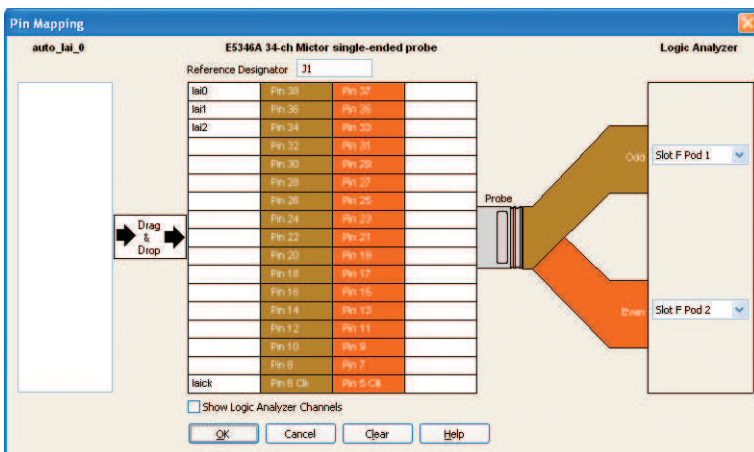 Pin Mapping
auto_lai_0
E5346A 34-ch Mictor single-ended probe
Logic Analyzer
Reference Designator J1
lai0 Pin 38 Pin 37
lai1 Pin 36 Pin 35
lai2 Pin 34 Pin 33
Pin 32 Pin 31
Pin 30 Pin 29
Pin 28 Pin 27
Pin 26 Pin 25
Pin 24 Pin 23
Pin 22 Pin 21
Pin 20 Pin 19
Pin 18 Pin 17
Pin 16 Pin 15
Pin 14 Pin 13
Pin 12 Pin 11
Pin 10 Pin 9
Pin 8 Pin 7
laick Pin 6 Clk Pin 5 Clk
Drag
&
Drop
Probe
Odd Slot F Pod 1
Even Slot F Pod 2
Show Logic Analyzer Channels
OK Cancel Clear Help